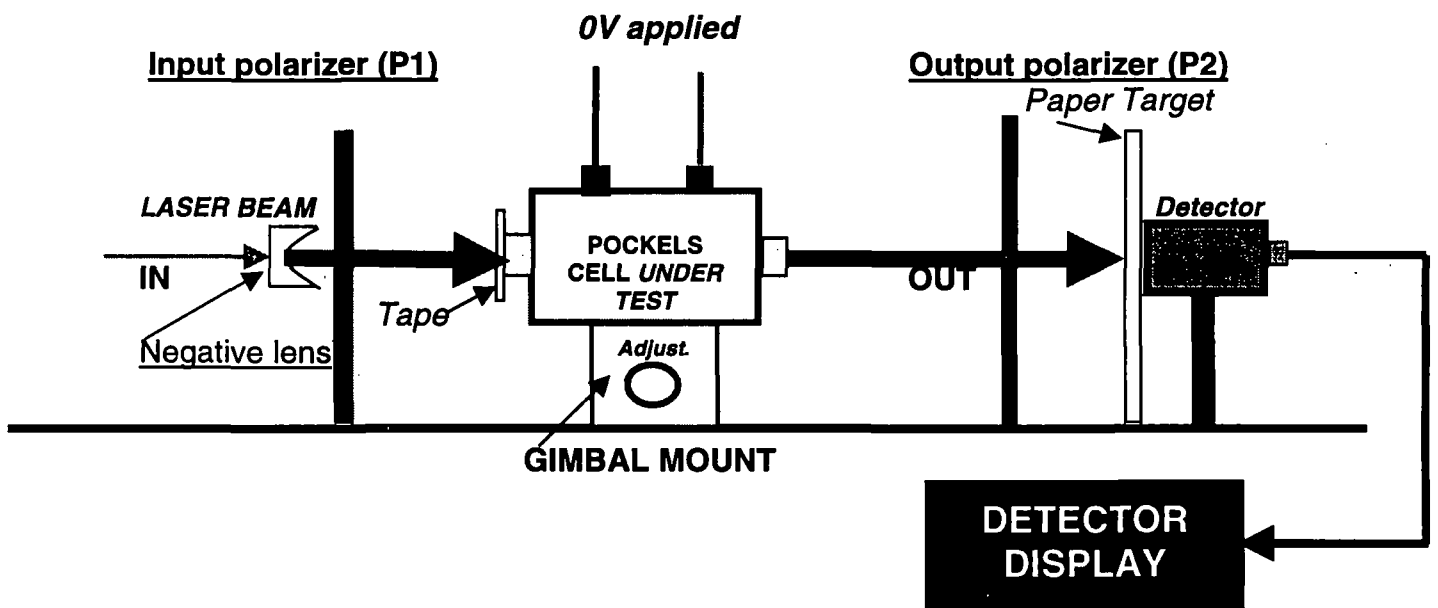 0V applied
Input polarizer (P1)
Output polarizer (P2)
Paper Target
LASER BEAM
IN
Tape
Negative lens
POCKELS
CELL UNDER
TEST
Adjust.
GIMBAL MOUNT
OUT
Detector
DETECTOR
DISPLAY